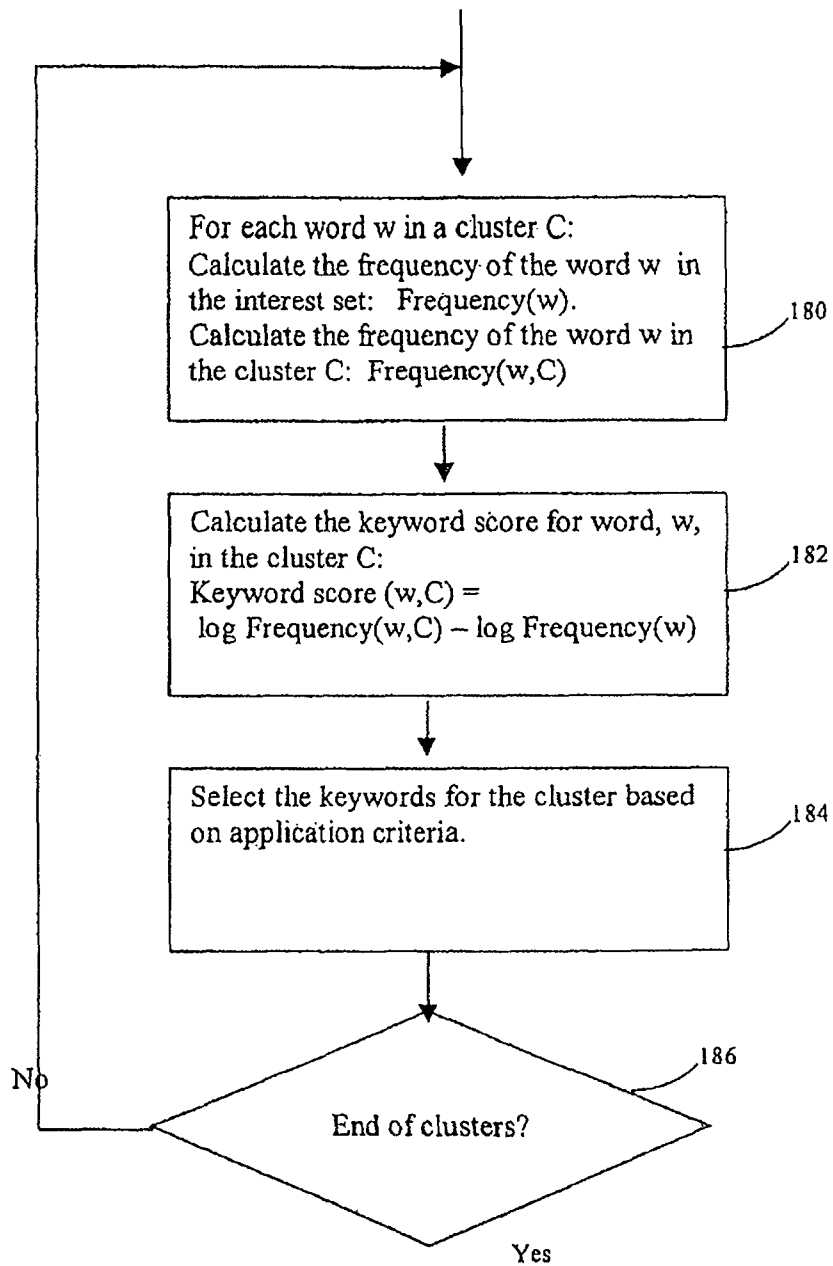 For each word w in a cluster C:
Calculate the frequency of the word w in
the interest set: Frequency(w).
Calculate the frequency of the word w in
the cluster C: Frequency(w,C)
180
Calculate the keyword score for word, w,
in the cluster C:
Keyword score (w,C) =
log Frequency(w,C) – log Frequency(w)
182
Select the keywords for the cluster based
on application criteria.
184
186
No
End of clusters?
Yes